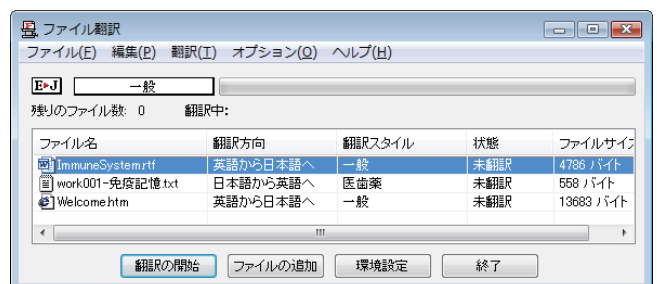 ファイル翻訳
ファイル(F) 編集(P) 翻訳(T) オプション(O) ヘルプ(H)
E▸J 一般
残りのファイル数: 0 翻訳中:
ファイル名 翻訳方向 翻訳スタイル 状態 ファイルサイズ
ImmuneSystem.rtf 英語から日本語へ 一般 未翻訳 4786 バイト
work001-免疫記憶.txt 日本語から英語へ 医歯薬 未翻訳 558 バイト
Welcome.htm 英語から日本語へ 一般 未翻訳 13683 バイト
翻訳の開始 ファイルの追加 環境設定 終了